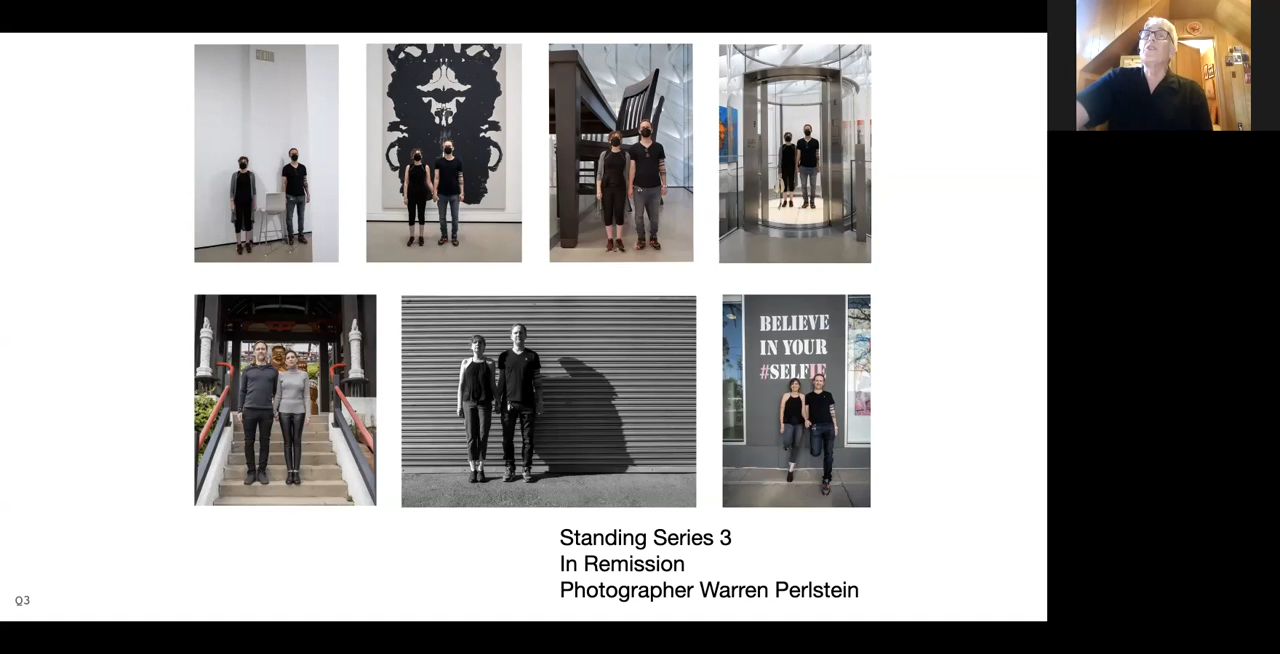 BELIEVE
IN YOUR
#SELFIE
Standing Series 3
In Remission
Photographer Warren Perlstein
Q3